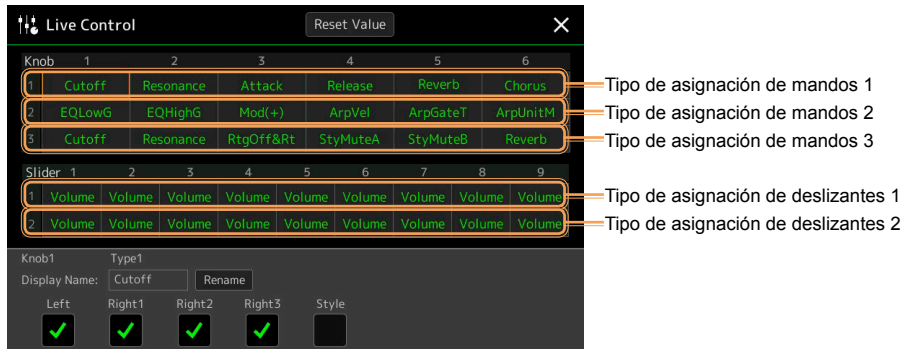 Live Control Reset Value
Knob 1 2 3 4 5 6
1 Cutoff Resonance Attack Release Reverb Chorus Tipo de asignación de mandos 1
2 EQLowG EQHighG Mod(+) ArpVel ArpGateT ArpUnitM Tipo de asignación de mandos 2
3 Cutoff Resonance RtgOff&Rt StyMuteA StyMuteB Reverb Tipo de asignación de mandos 3
Slider 1 2 3 4 5 6 7 8 9
1 Volume Volume Volume Volume Volume Volume Volume Volume Volume Tipo de asignación de deslizantes 1
2 Volume Volume Volume Volume Volume Volume Volume Volume Volume Tipo de asignación de deslizantes 2
Knob1 Type1
Display Name: Cutoff Rename
Left Right1 Right2 Right3 Style